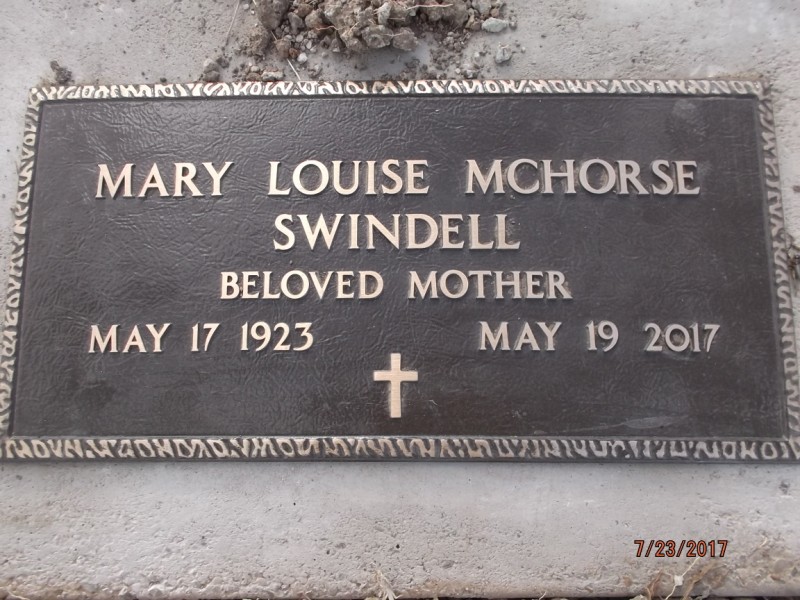 MARY LOUISE MCHORSE
SWINDELL
BELOVED MOTHER
MAY 17 1923 MAY 19 2017
7/23/2017